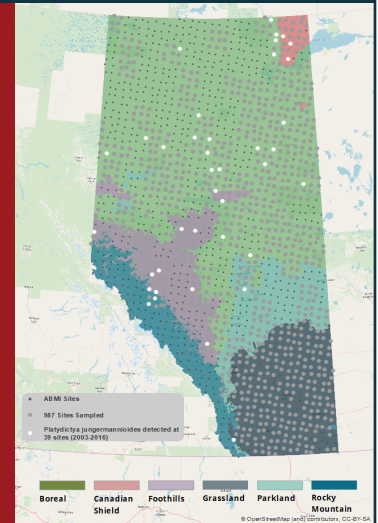 ABMI Sites
987 Sites Sampled
Platydictya jungermannioides detected at
39 sites (2003-2016)
Boreal
Canadian
Shield
Foothills
Grassland
Parkland
Rocky
Mountain
© OpenStreetMap (and) contributors, CC-BY-SA